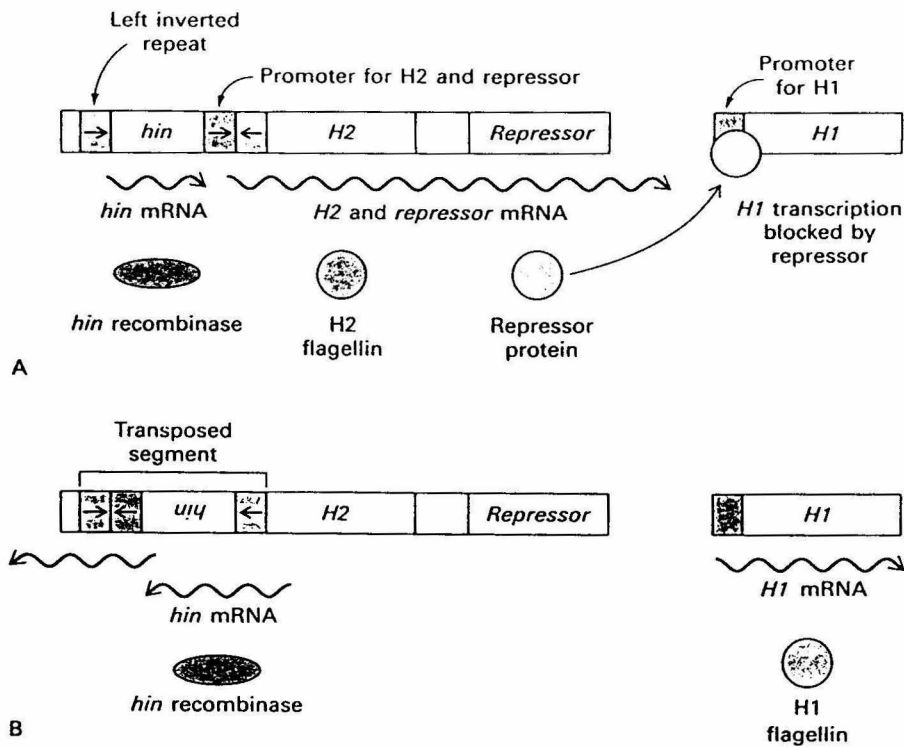 Left inverted
repeat
Promoter for H2 and repressor
Promoter
for H1
hin
H2
Repressor
H1
hin mRNA
H2 and repressor mRNA
H1 transcription
blocked by
repressor
hin recombinase
H2
flagellin
Repressor
protein
A
Transposed
segment
hin
H2
Repressor
H1
hin mRNA
H1 mRNA
hin recombinase
H1
flagellin
B